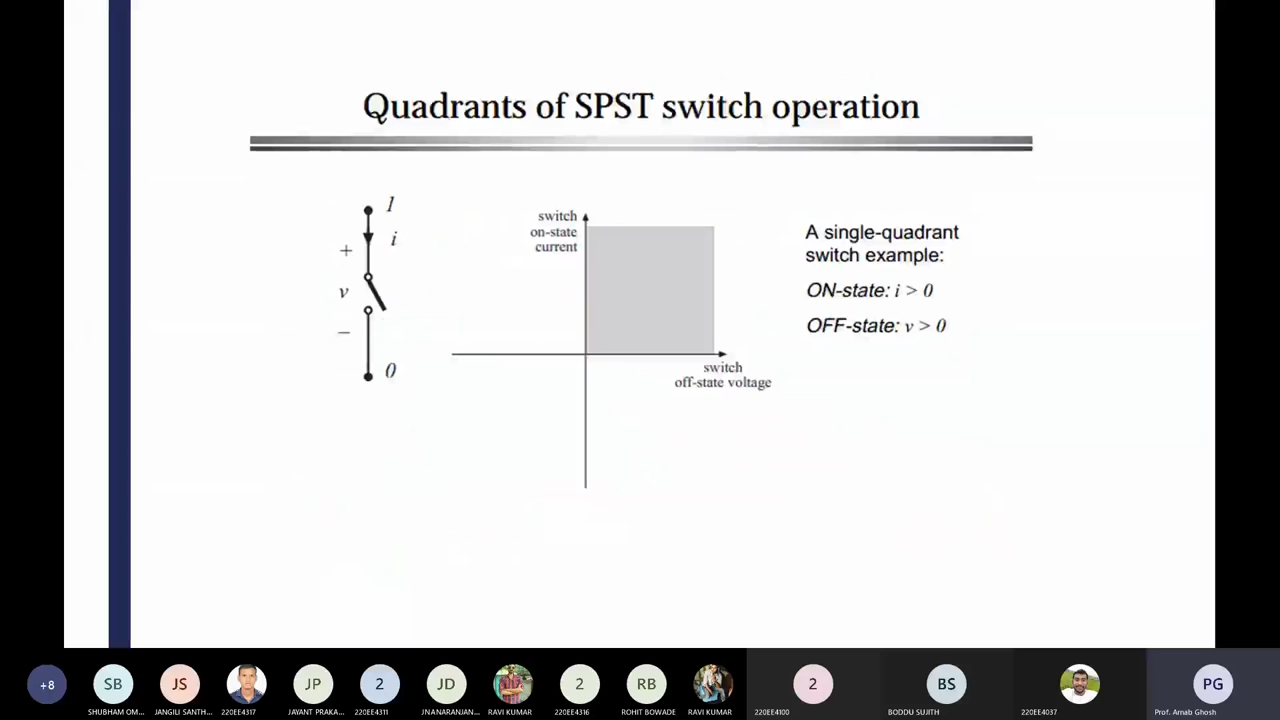 Quadrants of SPST switch operation
1
i
+
v
−
0
switch
on-state
current
switch
off-state voltage
A single-quadrant
switch example:
ON-state: i > 0
OFF-state: v > 0
+8
SB
JS
JP
2
JD
2
RB
2
BS
PG
SHUBHAM OM...
JANGILI SANTH...
220EE4317
JAYANT PRAKA...
220EE4311
JNANARANJAN...
RAVI KUMAR
220EE4316
ROHIT BOWADE
RAVI KUMAR
220EE4100
BODDU SUJITH
220EE4037
Prof. Arnab Ghosh